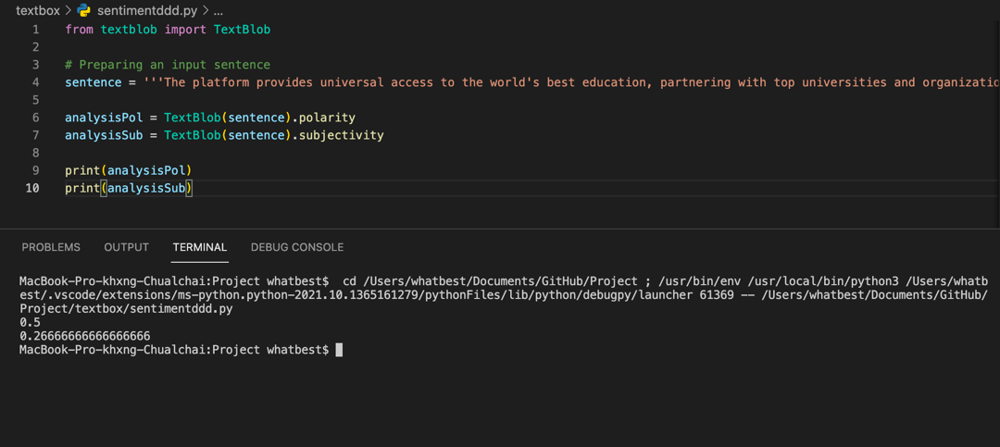 textbox > sentimentddd.py > ...
1 from textblob import TextBlob
2
3 # Preparing an input sentence
4 sentence = '''The platform provides universal access to the world's best education, partnering with top universities and organizatio
5
6 analysisPol = TextBlob(sentence).polarity
7 analysisSub = TextBlob(sentence).subjectivity
8
9 print(analysisPol)
10 print(analysisSub)
PROBLEMS OUTPUT TERMINAL DEBUG CONSOLE
MacBook-Pro-khxng-Chualchai:Project whatbest$  cd /Users/whatbest/Documents/GitHub/Project ; /usr/bin/env /usr/local/bin/python3 /Users/whatb
est/.vscode/extensions/ms-python.python-2021.10.1365161279/pythonFiles/lib/python/debugpy/launcher 61369 -- /Users/whatbest/Documents/GitHub/
Project/textbox/sentimentddd.py
0.5
0.26666666666666666
MacBook-Pro-khxng-Chualchai:Project whatbest$